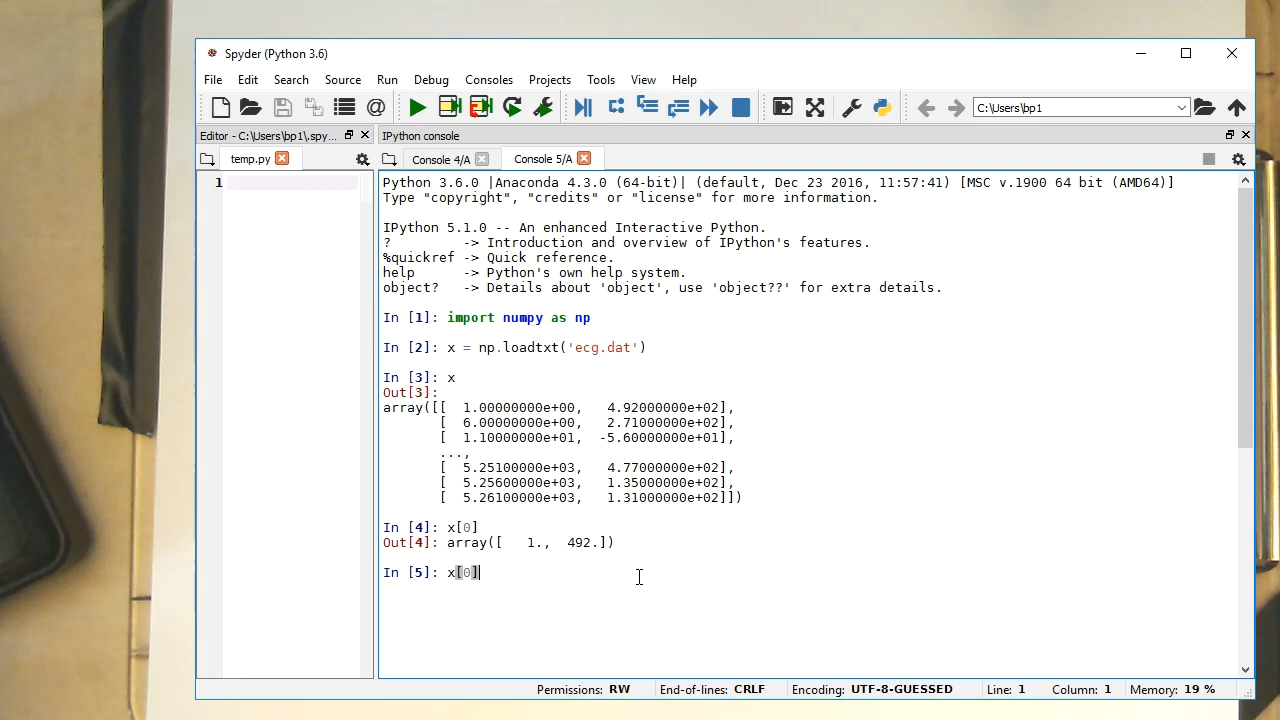 Spyder (Python 3.6)
File Edit Search Source Run Debug Consoles Projects Tools View Help
C:\Users\bp1
Editor - C:\Users\bp1\.spy...
IPython console
temp.py
Console 4/A
Console 5/A
1
Python 3.6.0 |Anaconda 4.3.0 (64-bit)| (default, Dec 23 2016, 11:57:41) [MSC v.1900 64 bit (AMD64)]
Type "copyright", "credits" or "license" for more information.
IPython 5.1.0 -- An enhanced Interactive Python.
?         -> Introduction and overview of IPython's features.
%quickref -> Quick reference.
help      -> Python's own help system.
object?   -> Details about 'object', use 'object??' for extra details.
In [1]: import numpy as np
In [2]: x = np.loadtxt('ecg.dat')
In [3]: x
Out[3]:
array([[  1.00000000e+00,   4.92000000e+02],
       [  6.00000000e+00,   2.71000000e+02],
       [  1.10000000e+01,  -5.60000000e+01],
       ...,
       [  5.25100000e+03,   4.77000000e+02],
       [  5.25600000e+03,   1.35000000e+02],
       [  5.26100000e+03,   1.31000000e+02]])
In [4]: x[0]
Out[4]: array([   1.,  492.])
In [5]: x[0]
Permissions: RW End-of-lines: CRLF Encoding: UTF-8-GUESSED Line: 1 Column: 1 Memory: 19 %